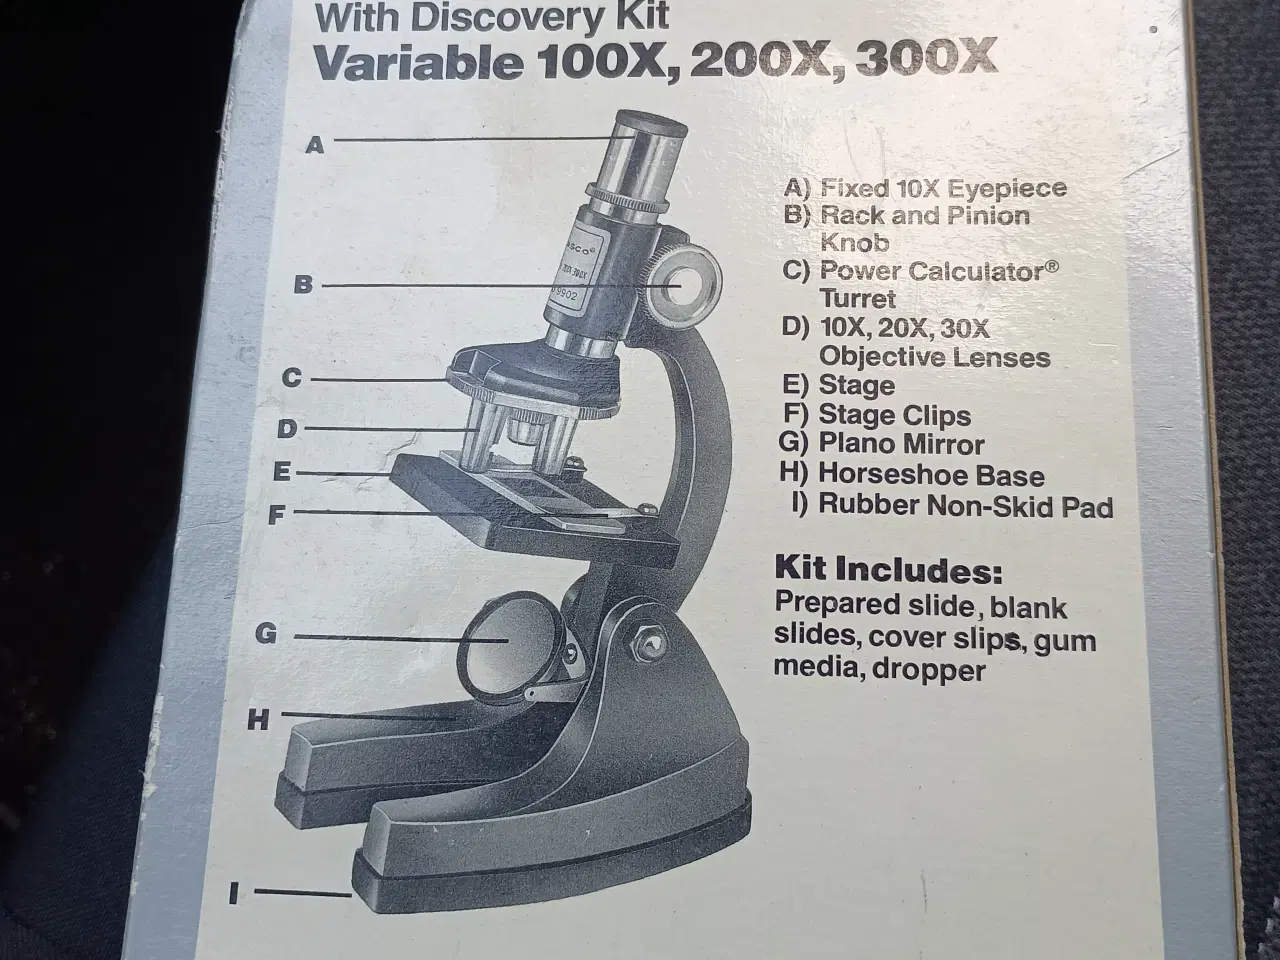 With Discovery Kit
Variable 100X, 200X, 300X
A
B
C
D
E
F
G
H
I
A) Fixed 10X Eyepiece
B) Rack and Pinion
Knob
C) Power Calculator®
Turret
D) 10X, 20X, 30X
Objective Lenses
E) Stage
F) Stage Clips
G) Plano Mirror
H) Horseshoe Base
I) Rubber Non-Skid Pad
Kit Includes:
Prepared slide, blank
slides, cover slips, gum
media, dropper